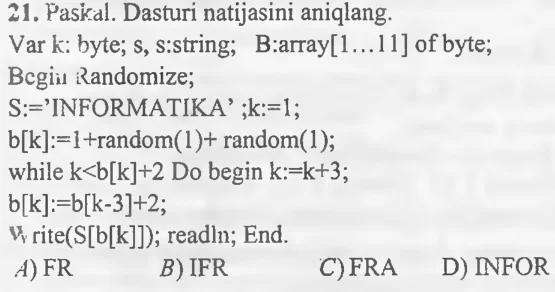 21. Paskal. Dasturi natijasini aniqlang.
Var k: byte; s, s:string; B:array[1...11] of byte;
Begin Randomize;
S:=’INFORMATIKA’ ;k:=1;
b[k]:=1+random(1)+ random(1);
while k<b[k]+2 Do begin k:=k+3;
b[k]:=b[k-3]+2;
Write(S[b[k]]); readln; End.
A) FR B) IFR C) FRA D) INFOR